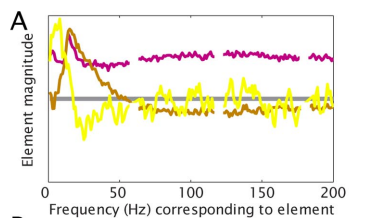 A
Element magnitude
0 50 100 150 200
Frequency (Hz) corresponding to element